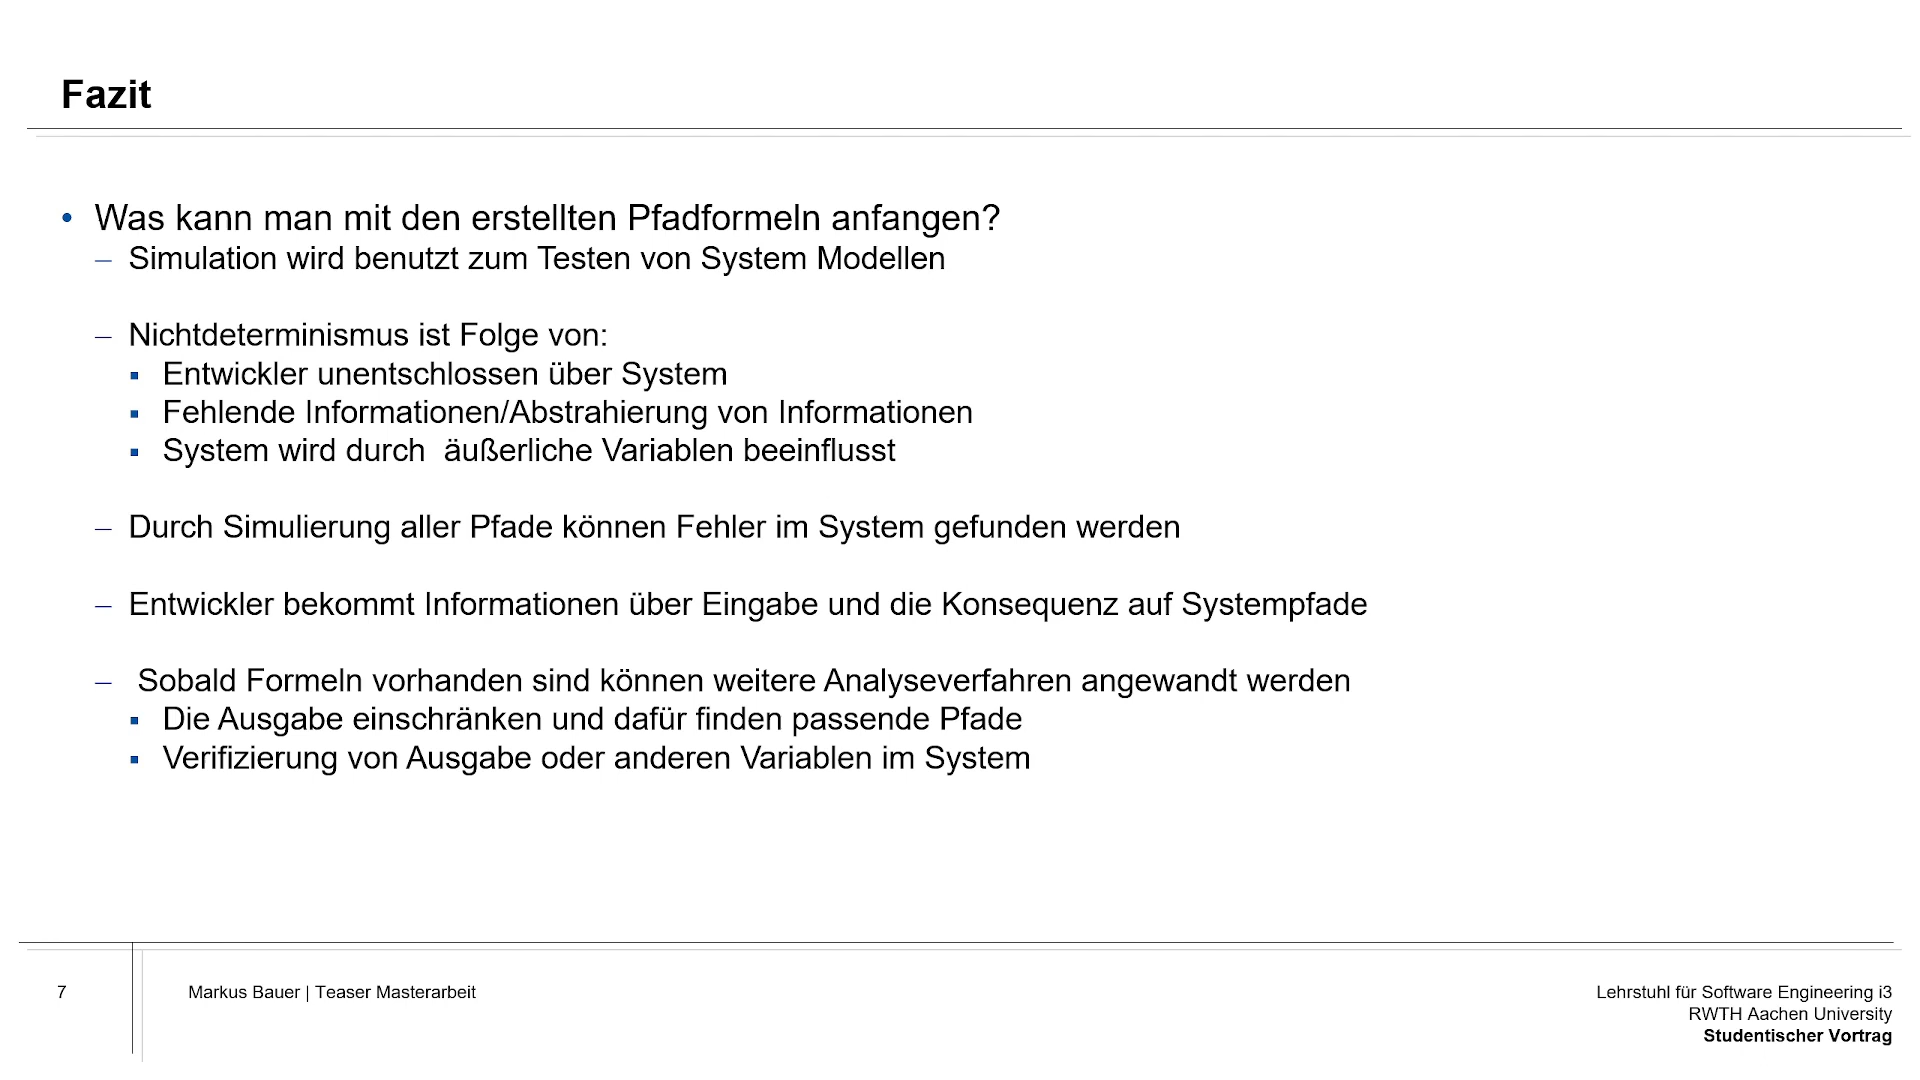 Fazit
• Was kann man mit den erstellten Pfadformeln anfangen?
– Simulation wird benutzt zum Testen von System Modellen
– Nichtdeterminismus ist Folge von:
▪ Entwickler unentschlossen über System
▪ Fehlende Informationen/Abstrahierung von Informationen
▪ System wird durch  äußerliche Variablen beeinflusst
– Durch Simulierung aller Pfade können Fehler im System gefunden werden
– Entwickler bekommt Informationen über Eingabe und die Konsequenz auf Systempfade
– Sobald Formeln vorhanden sind können weitere Analyseverfahren angewandt werden
▪ Die Ausgabe einschränken und dafür finden passende Pfade
▪ Verifizierung von Ausgabe oder anderen Variablen im System
7
Markus Bauer | Teaser Masterarbeit
Lehrstuhl für Software Engineering i3
RWTH Aachen University
Studentischer Vortrag